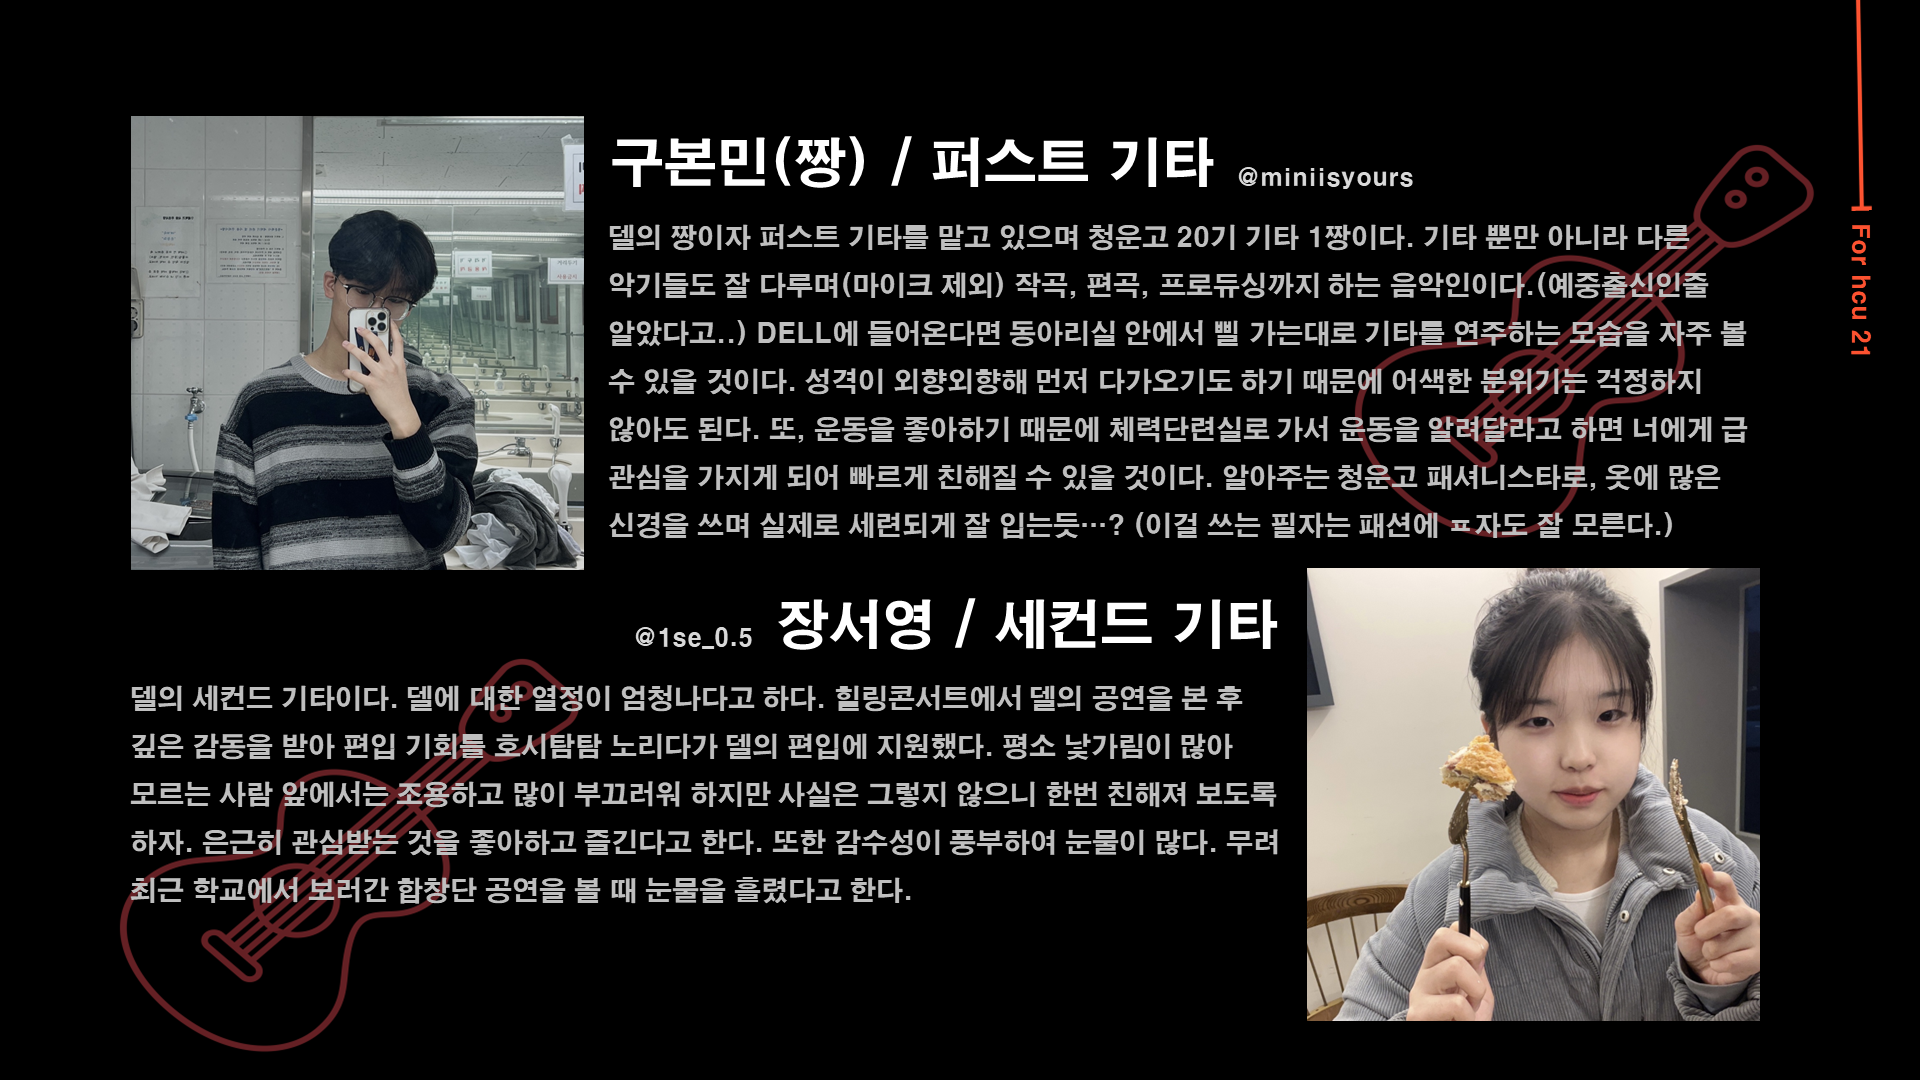 구본민(짱) / 퍼스트 기타 @miniisyours
델의 짱이자 퍼스트 기타를 맡고 있으며 청운고 20기 기타 1짱이다. 기타 뿐만 아니라 다른
악기들도 잘 다루며(마이크 제외) 작곡, 편곡, 프로듀싱까지 하는 음악인이다.(예중출신인줄
알았다고..) DELL에 들어온다면 동아리실 안에서 삘 가는대로 기타를 연주하는 모습을 자주 볼
수 있을 것이다. 성격이 외향외향해 먼저 다가오기도 하기 때문에 어색한 분위기는 걱정하지
않아도 된다. 또, 운동을 좋아하기 때문에 체력단련실로 가서 운동을 알려달라고 하면 너에게 급
관심을 가지게 되어 빠르게 친해질 수 있을 것이다. 알아주는 청운고 패셔니스타로, 옷에 많은
신경을 쓰며 실제로 세련되게 잘 입는듯…? (이걸 쓰는 필자는 패션에 ㅍ자도 잘 모른다.)
@1se_0.5 장서영 / 세컨드 기타
델의 세컨드 기타이다. 델에 대한 열정이 엄청나다고 하다. 힐링콘서트에서 델의 공연을 본 후
깊은 감동을 받아 편입 기회를 호시탐탐 노리다가 델의 편입에 지원했다. 평소 낯가림이 많아
모르는 사람 앞에서는 조용하고 많이 부끄러워 하지만 사실은 그렇지 않으니 한번 친해져 보도록
하자. 은근히 관심받는 것을 좋아하고 즐긴다고 한다. 또한 감수성이 풍부하여 눈물이 많다. 무려
최근 학교에서 보러간 합창단 공연을 볼 때 눈물을 흘렸다고 한다.
For hcu 21